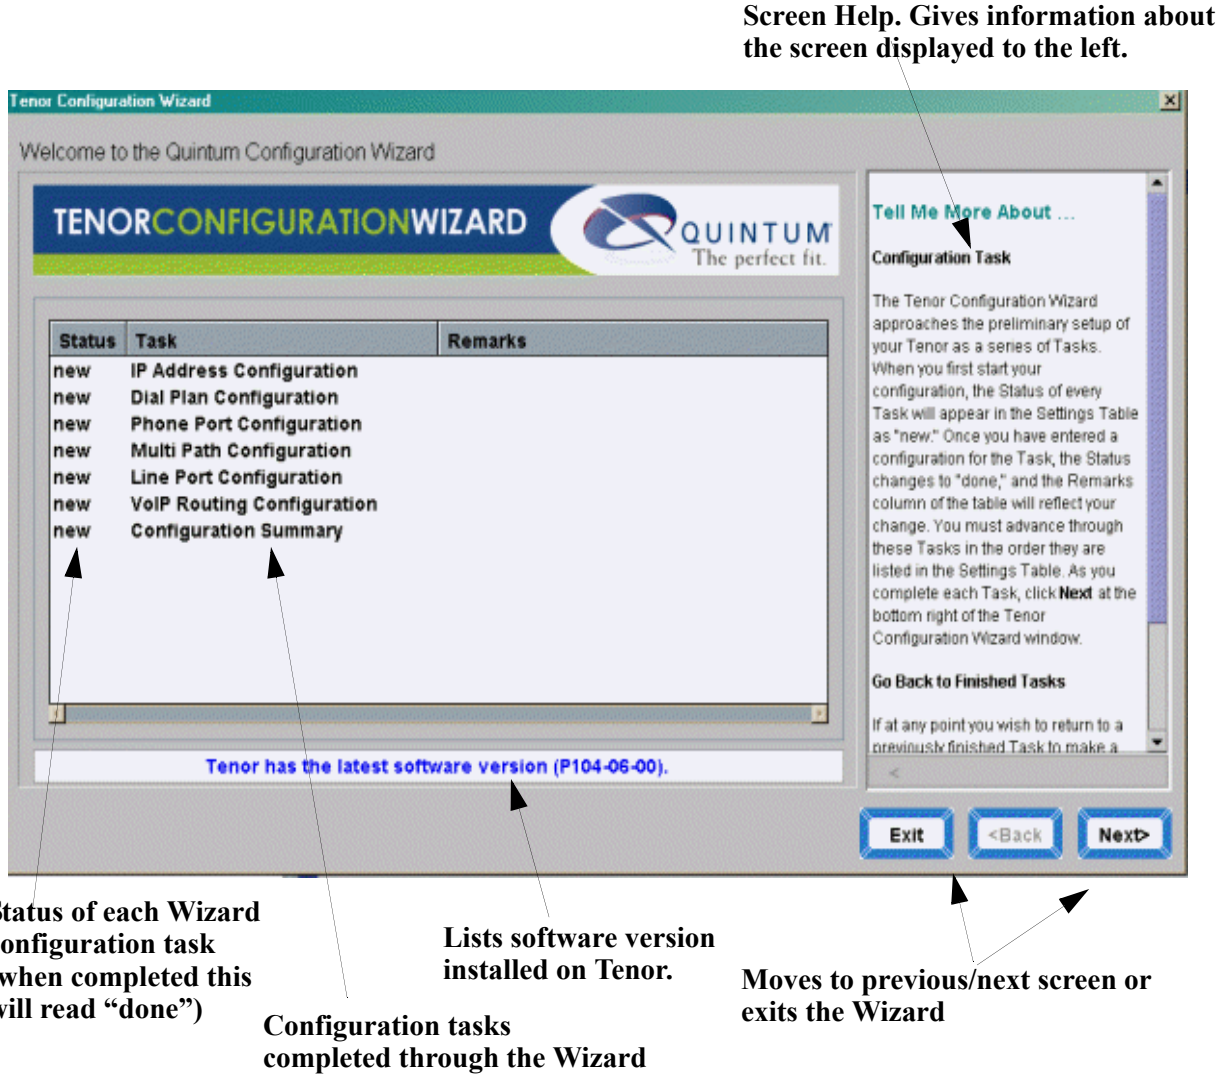 Screen Help. Gives information about
the screen displayed to the left.
Tenor Configuration Wizard
Welcome to the Quintum Configuration Wizard
TENORCONFIGURATIONWIZARD
QUINTUM
The perfect fit.
Status Task Remarks
new IP Address Configuration
new Dial Plan Configuration
new Phone Port Configuration
new Multi Path Configuration
new Line Port Configuration
new VoIP Routing Configuration
new Configuration Summary
Tenor has the latest software version (P104-06-00).
Tell Me More About ...
Configuration Task
The Tenor Configuration Wizard
approaches the preliminary setup of
your Tenor as a series of Tasks.
When you first start your
configuration, the Status of every
Task will appear in the Settings Table
as "new." Once you have entered a
configuration for the Task, the Status
changes to "done," and the Remarks
column of the table will reflect your
change. You must advance through
these Tasks in the order they are
listed in the Settings Table. As you
complete each Task, click Next at the
bottom right of the Tenor
Configuration Wizard window.
Go Back to Finished Tasks
If at any point you wish to return to a
previously finished Task to make a
<
Exit <Back Next>
Status of each Wizard
configuration task
when completed this
will read “done”)
Lists software version
installed on Tenor.
Configuration tasks
completed through the Wizard
Moves to previous/next screen or
exits the Wizard